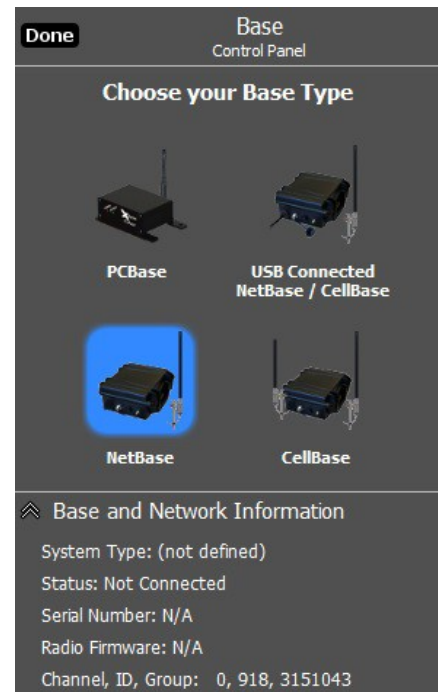 Done
Base
Control Panel
Choose your Base Type
PCBase
USB Connected
NetBase / CellBase
NetBase
CellBase
Base and Network Information
System Type: (not defined)
Status: Not Connected
Serial Number: N/A
Radio Firmware: N/A
Channel, ID, Group: 0, 918, 3151043